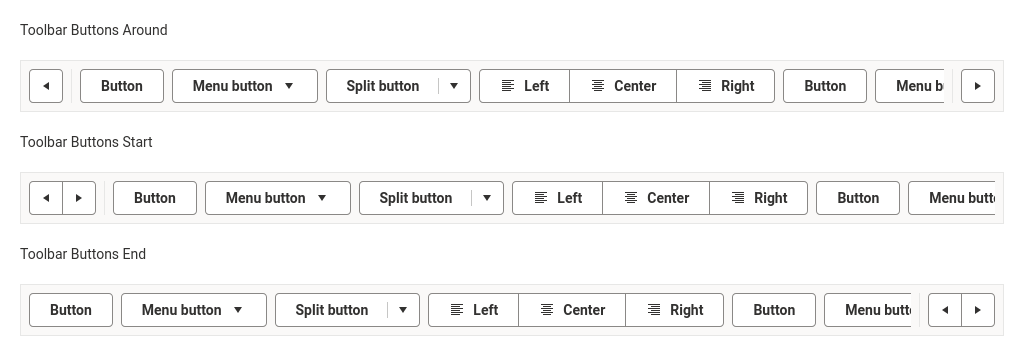 Toolbar Buttons Around
Button Menu button Split button Left Center Right Button Menu b
Toolbar Buttons Start
Button Menu button Split button Left Center Right Button Menu butt
Toolbar Buttons End
Button Menu button Split button Left Center Right Button Menu butt